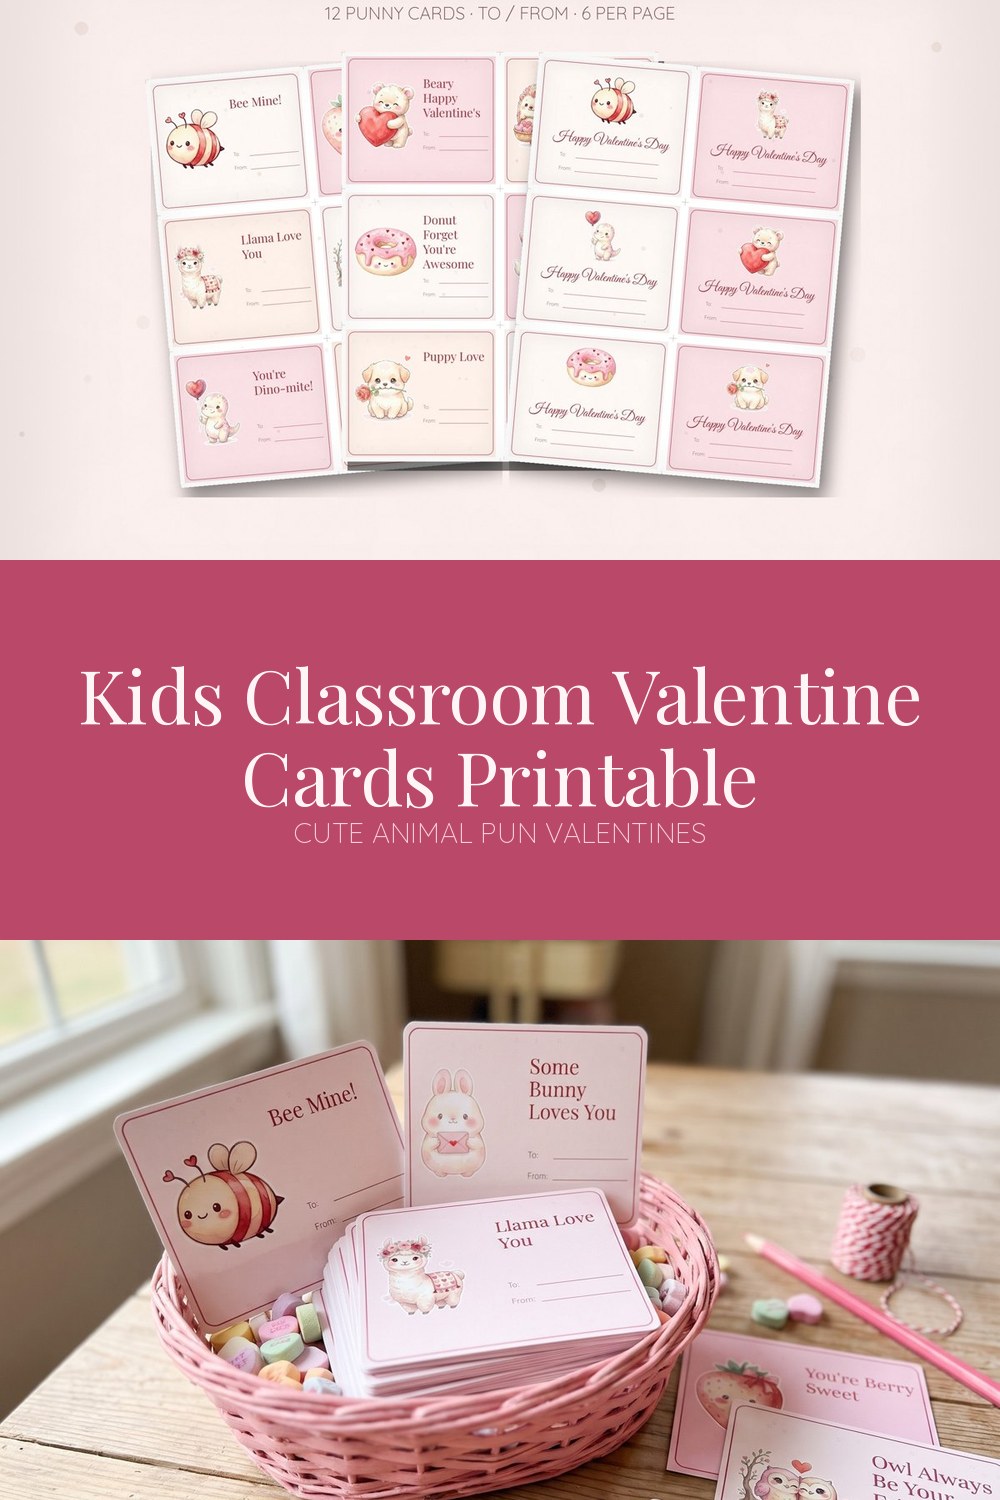 12 PUNNY CARDS · TO / FROM · 6 PER PAGE
Bee Mine!
To:
From:
Llama Love
You
To:
From:
You're
Dino-mite!
To:
From:
Beary
Happy
Valentine's
To:
From:
Donut
Forget
You're
Awesome
To:
From:
Puppy Love
To:
From:
Happy Valentine's Day
To:
From:
Happy Valentine's Day
To:
From:
Happy Valentine's Day
To:
From:
Happy Valentine's Day
To:
From:
Happy Valentine's Day
To:
From:
Happy Valentine's Day
To:
From:
Kids Classroom Valentine
Cards Printable
CUTE ANIMAL PUN VALENTINES
Bee Mine!
To:
From:
Some
Bunny
Loves You
To:
From:
Llama Love
You
To:
From:
You're Berry
Sweet
Owl Always
Be Your